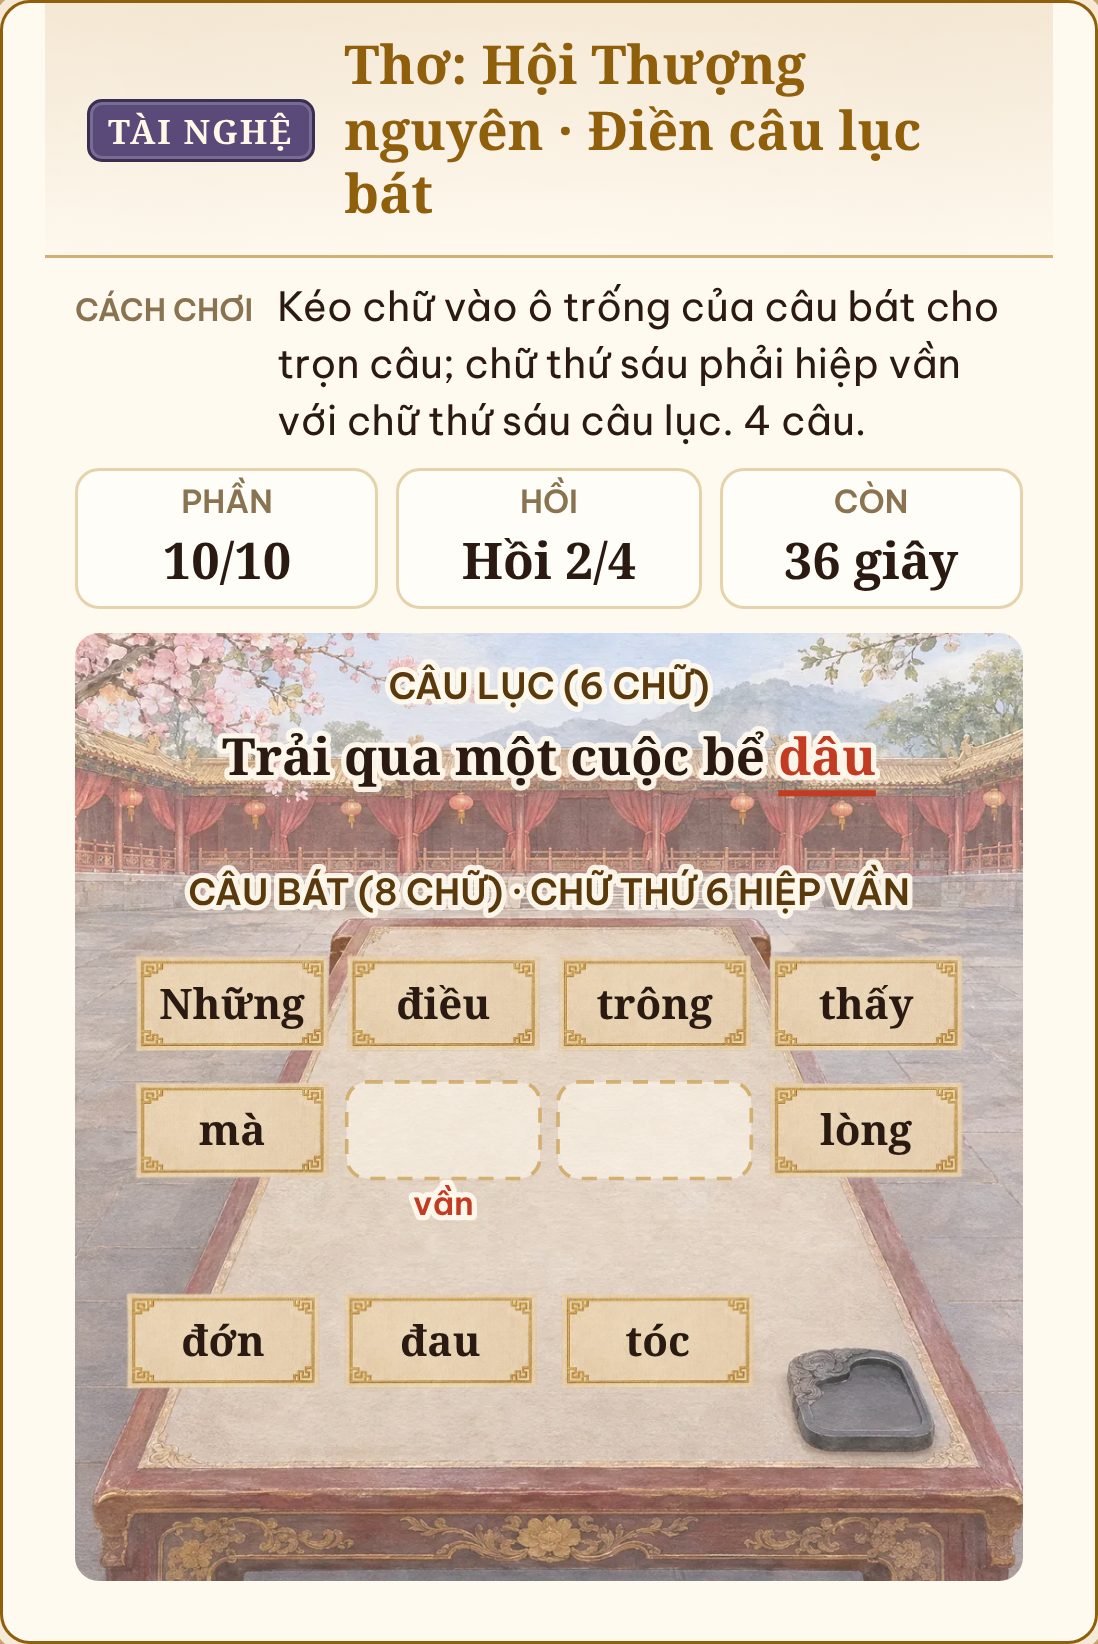 TÀI NGHỆ
Thơ: Hội Thượng
nguyên · Điền câu lục
bát
CÁCH CHƠI
Kéo chữ vào ô trống của câu bát cho
trọn câu; chữ thứ sáu phải hiệp vần
với chữ thứ sáu câu lục. 4 câu.
PHẦN
10/10
HỒI
Hồi 2/4
CÒN
36 giây
CÂU LỤC (6 CHỮ)
Trải qua một cuộc bể dâu
CÂU BÁT (8 CHỮ) · CHỮ THỨ 6 HIỆP VẦN
Những điều trông thấy
mà lòng
vần
đớn đau tóc